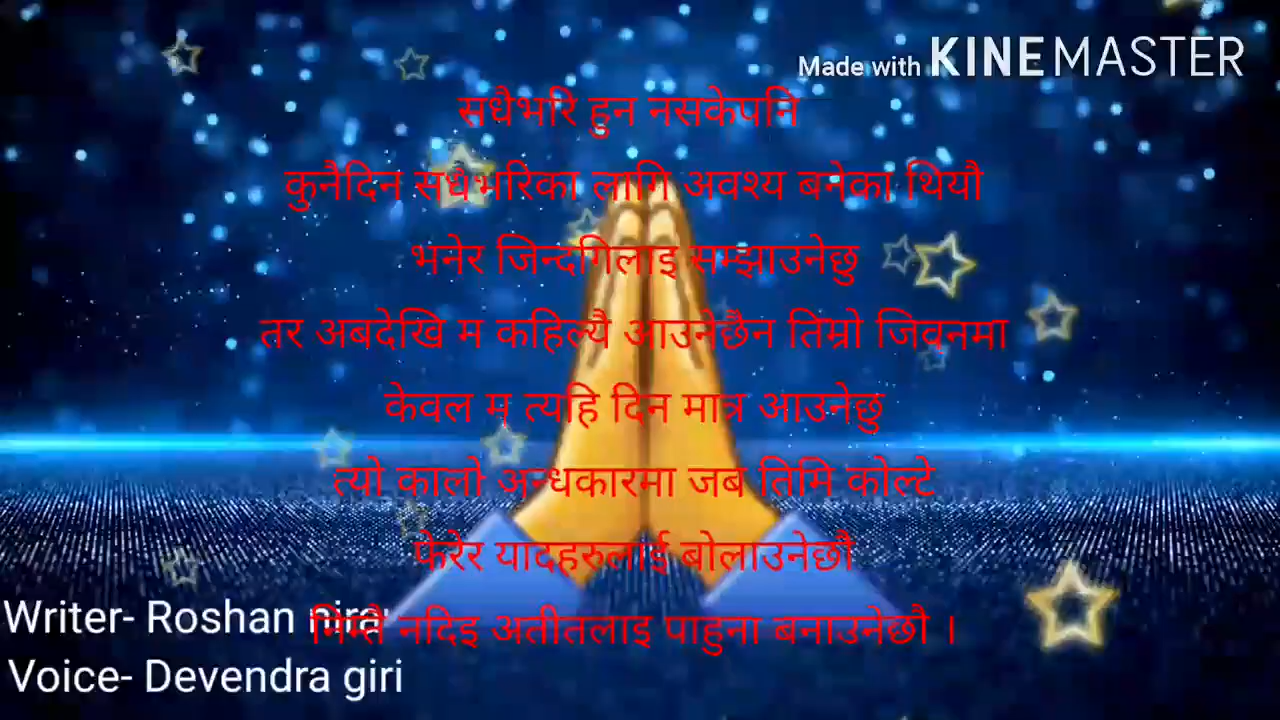 Made with KINEMASTER
सधैभरि हुन नसकेपनि
कुनैदिन सधैभरिका लागि अवश्य बनेका थियौ
भनेर जिन्दगिलाइ सम्झाउनेछु
तर अबदेखि म कहिल्यै आउनेछैन तिम्रो जिवनमा
केवल म त्यहि दिन मात्र आउनेछु
त्यो कालो अन्धकारमा जब तिमि कोल्टे
फेरेर यादहरुलाई बोलाउनेछौ
निम्तै नदिइ अतीतलाइ पाहुना बनाउनेछौ ।
Writer- Roshan
Voice- Devendra giri